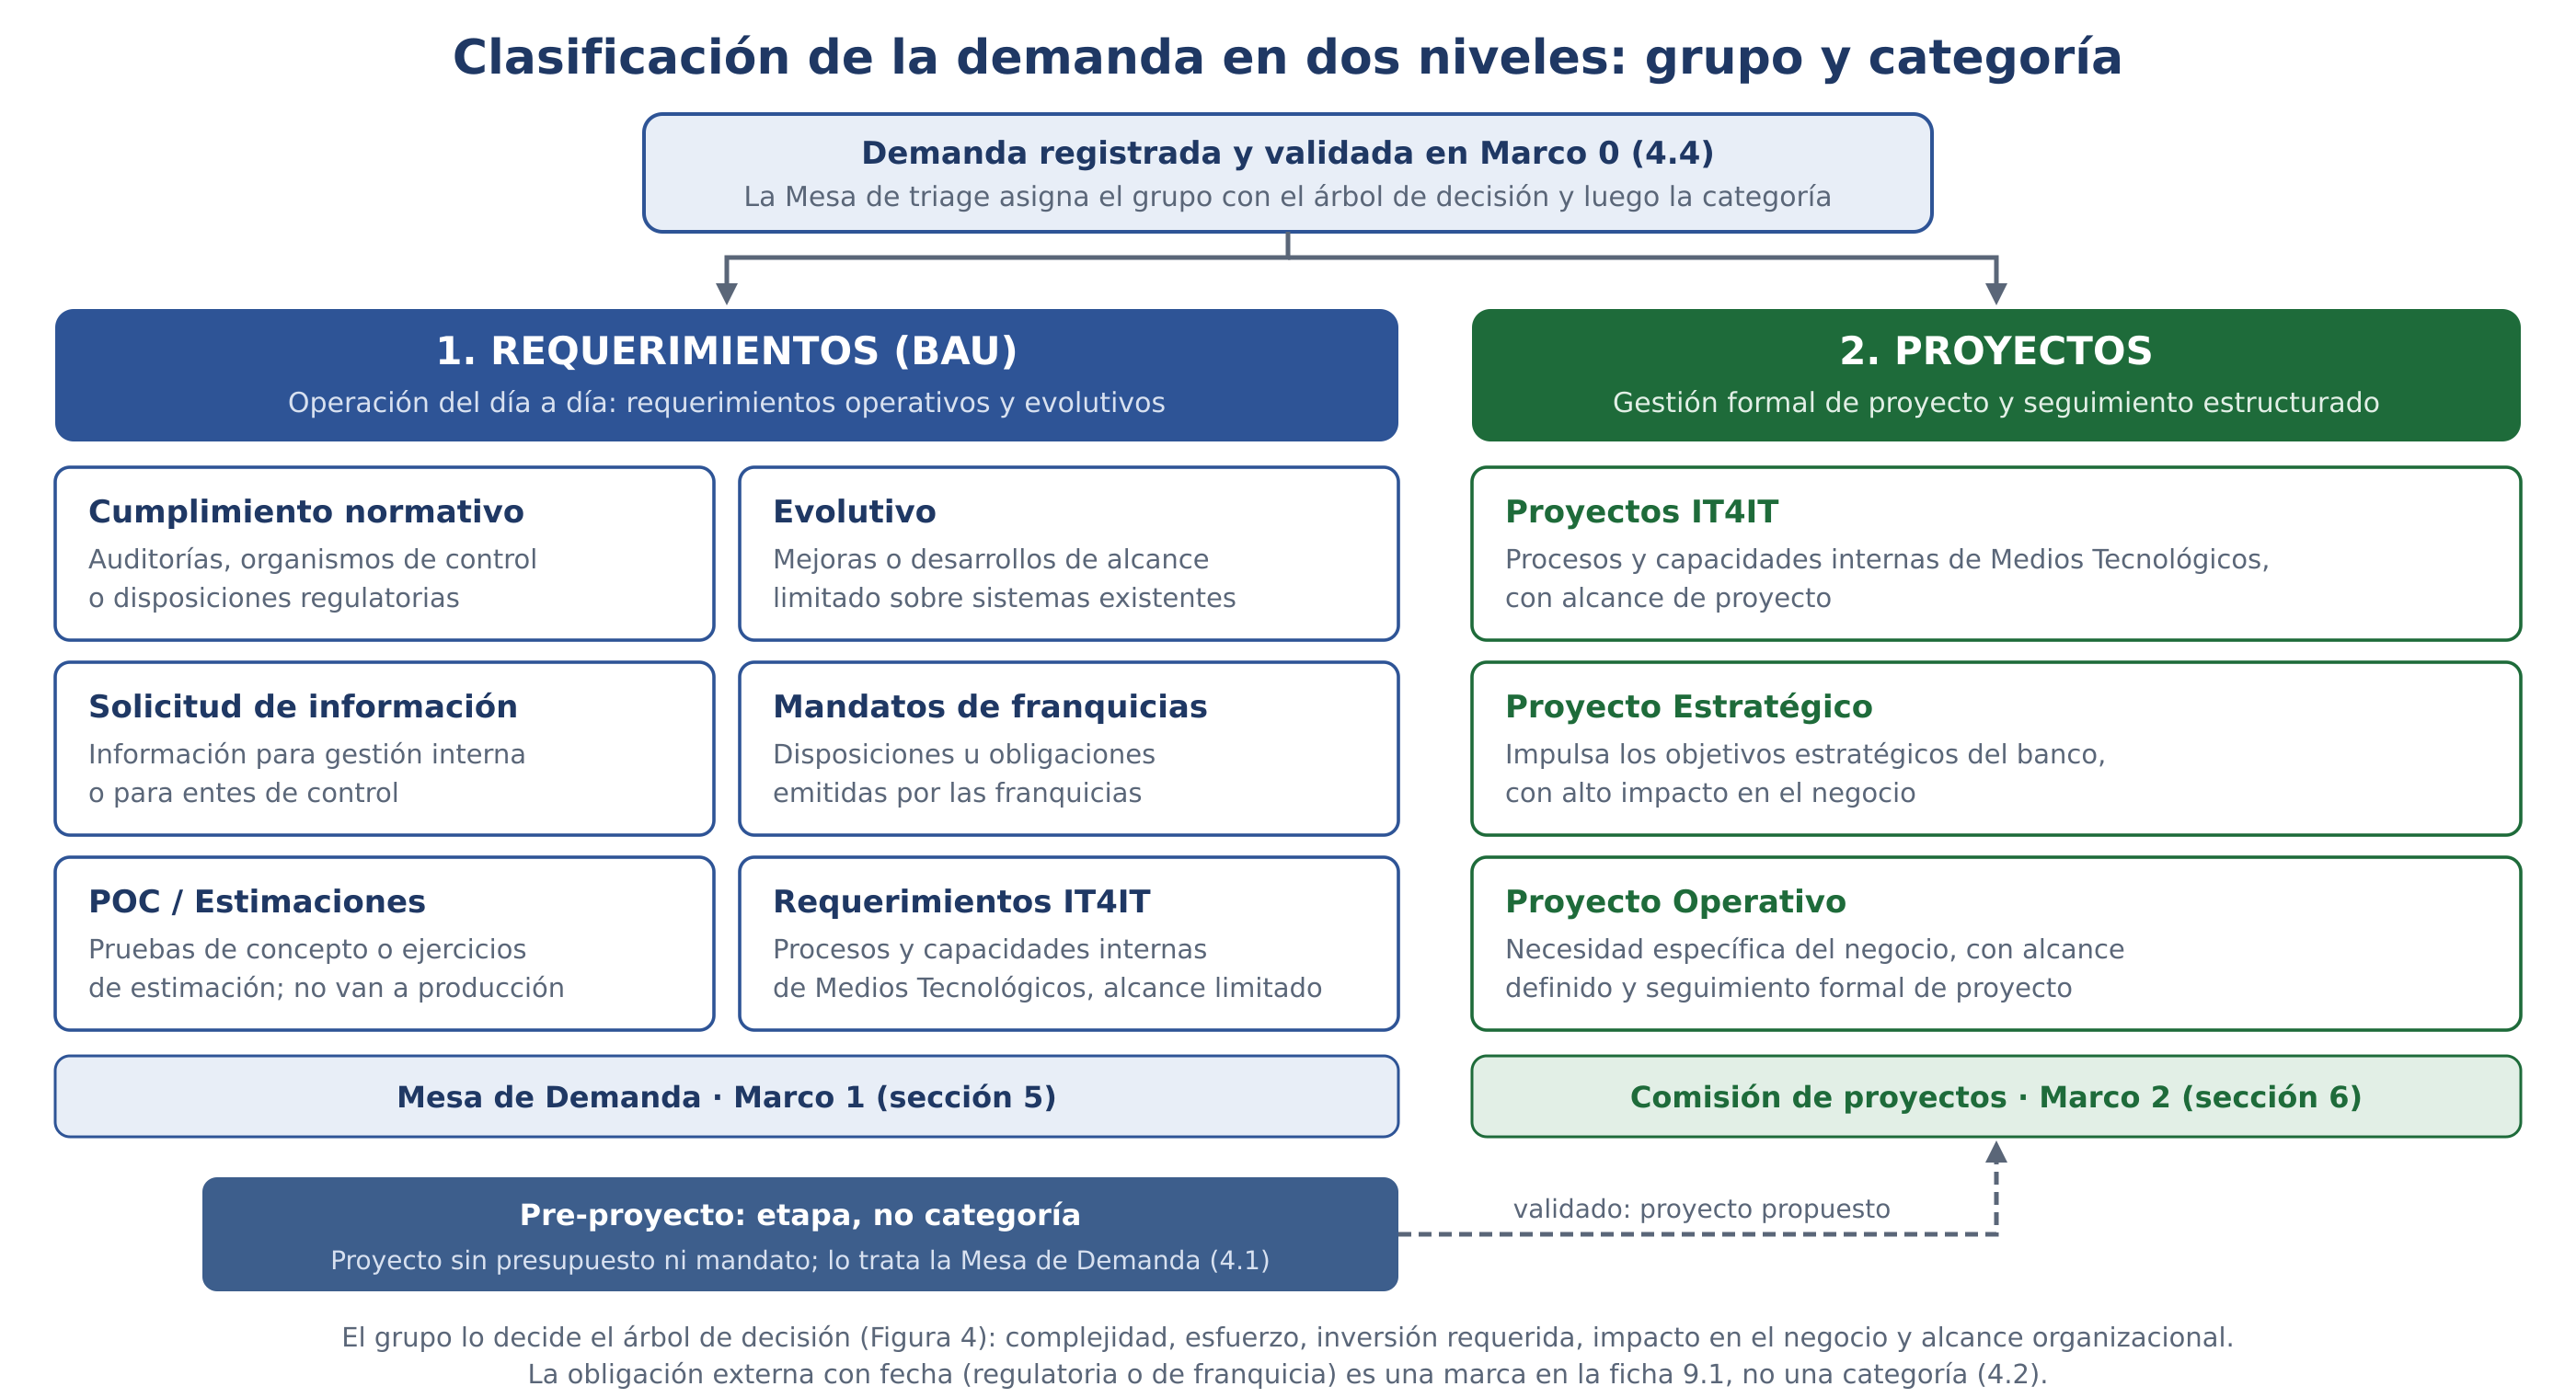 Clasificación de la demanda en dos niveles: grupo y categoría
Demanda registrada y validada en Marco 0 (4.4)
La Mesa de triage asigna el grupo con el árbol de decisión y luego la categoría
1. REQUERIMIENTOS (BAU)
Operación del día a día: requerimientos operativos y evolutivos
Cumplimiento normativo
Auditorías, organismos de control
o disposiciones regulatorias
Evolutivo
Mejoras o desarrollos de alcance
limitado sobre sistemas existentes
Solicitud de información
Información para gestión interna
o para entes de control
Mandatos de franquicias
Disposiciones u obligaciones
emitidas por las franquicias
POC / Estimaciones
Pruebas de concepto o ejercicios
de estimación; no van a producción
Requerimientos IT4IT
Procesos y capacidades internas
de Medios Tecnológicos, alcance limitado
Mesa de Demanda · Marco 1 (sección 5)
2. PROYECTOS
Gestión formal de proyecto y seguimiento estructurado
Proyectos IT4IT
Procesos y capacidades internas de Medios Tecnológicos,
con alcance de proyecto
Proyecto Estratégico
Impulsa los objetivos estratégicos del banco,
con alto impacto en el negocio
Proyecto Operativo
Necesidad específica del negocio, con alcance
definido y seguimiento formal de proyecto
Comisión de proyectos · Marco 2 (sección 6)
Pre-proyecto: etapa, no categoría
Proyecto sin presupuesto ni mandato; lo trata la Mesa de Demanda (4.1)
validado: proyecto propuesto
El grupo lo decide el árbol de decisión (Figura 4): complejidad, esfuerzo, inversión requerida, impacto en el negocio y alcance organizacional.
La obligación externa con fecha (regulatoria o de franquicia) es una marca en la ficha 9.1, no una categoría (4.2).